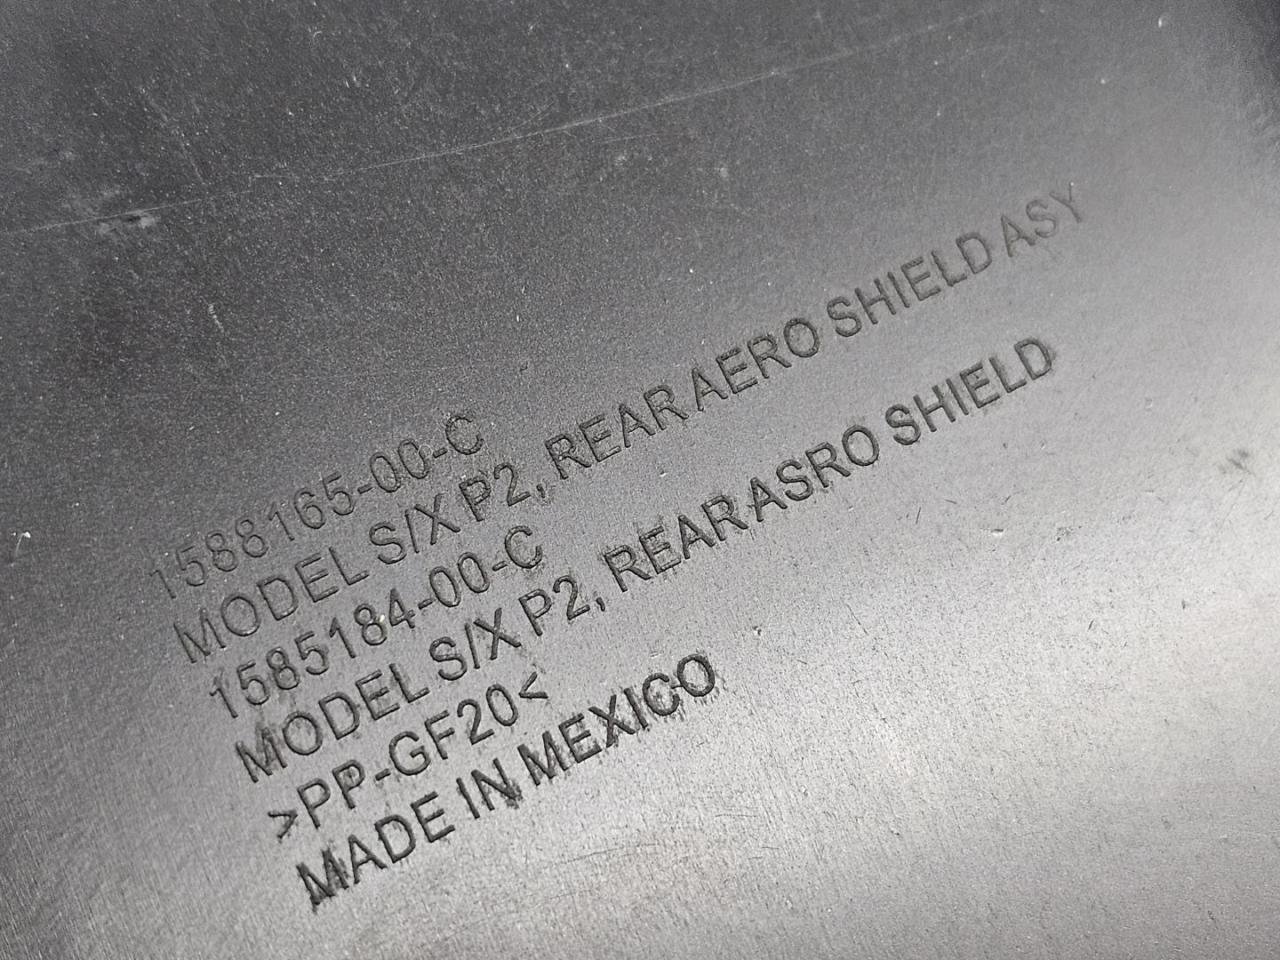 1588165-00-C
MODEL S/X P2, REAR AERO SHIELD ASY
1585184-00-C
MODEL S/X P2, REAR ASRO SHIELD
>PP-GF20<
MADE IN MEXICO